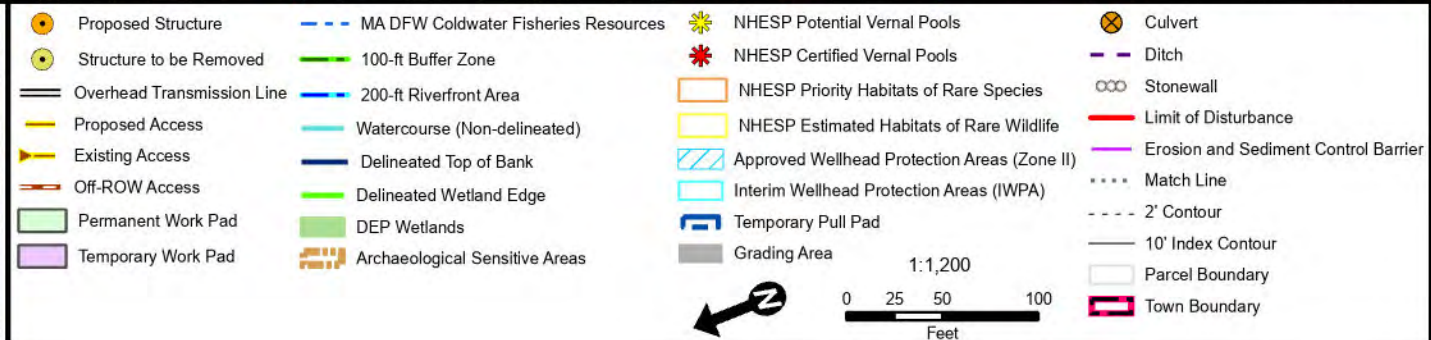 Proposed Structure
Structure to be Removed
Overhead Transmission Line
Proposed Access
Existing Access
Off-ROW Access
Permanent Work Pad
Temporary Work Pad
MA DFW Coldwater Fisheries Resources
100-ft Buffer Zone
200-ft Riverfront Area
Watercourse (Non-delineated)
Delineated Top of Bank
Delineated Wetland Edge
DEP Wetlands
Archaeological Sensitive Areas
NHESP Potential Vernal Pools
NHESP Certified Vernal Pools
NHESP Priority Habitats of Rare Species
NHESP Estimated Habitats of Rare Wildlife
Approved Wellhead Protection Areas (Zone II)
Interim Wellhead Protection Areas (IWPA)
Temporary Pull Pad
Grading Area
N
1:1,200
0 25 50 100
Feet
Culvert
Ditch
Stonewall
Limit of Disturbance
Erosion and Sediment Control Barrier
Match Line
2' Contour
10' Index Contour
Parcel Boundary
Town Boundary